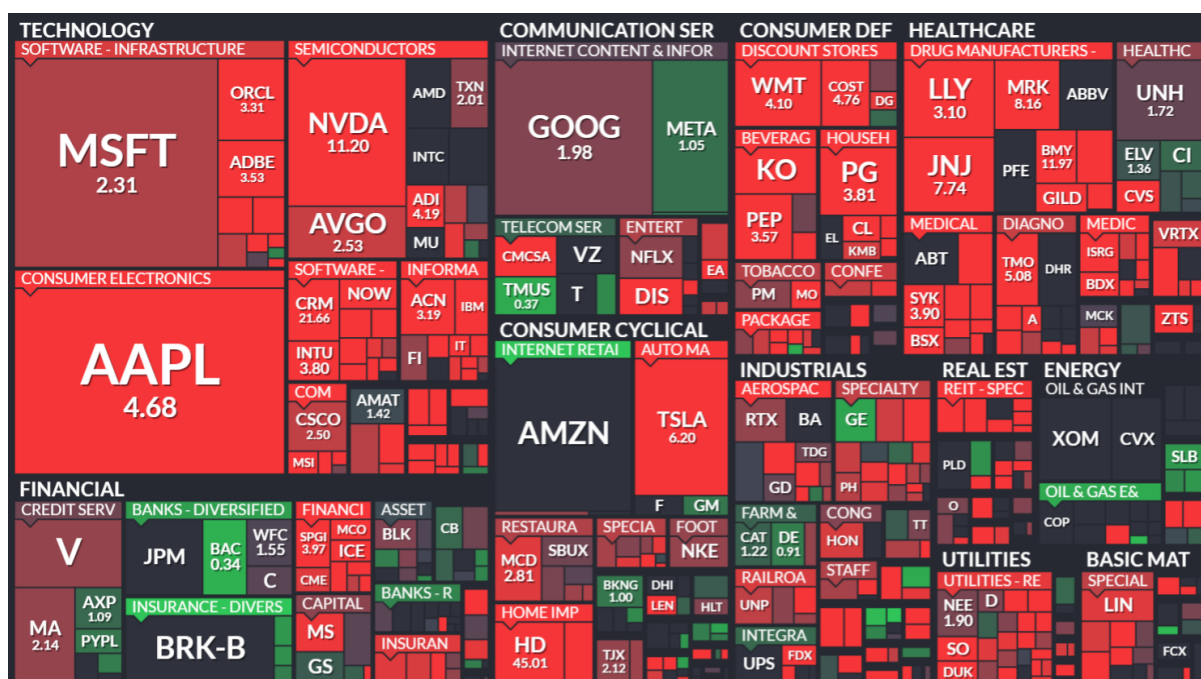 TECHNOLOGY
SOFTWARE - INFRASTRUCTURE
MSFT
2.31
ORCL
3.31
ADBE
3.53
SEMICONDUCTORS
NVDA
11.20
AMD
TXN
2.01
INTC
ADI
4.19
AVGO
2.53
MU
CONSUMER ELECTRONICS
AAPL
4.68
SOFTWARE -
CRM
21.66
NOW
INTU
3.80
INFORMA
ACN
3.19
IBM
FI
IT
COM
CSCO
2.50
MSI
AMAT
1.42
COMMUNICATION SER
INTERNET CONTENT & INFOR
GOOG
1.98
META
1.05
TELECOM SER
CMCSA
VZ
TMUS
0.37
T
ENTERT
NFLX
DIS
EA
CONSUMER CYCLICAL
INTERNET RETAI
AMZN
AUTO MA
TSLA
6.20
F
GM
RESTAURA
MCD
2.81
SBUX
SPECIA
FOOT
NKE
BKNG
1.00
DHI
LEN
HLT
HOME IMP
HD
45.01
TJX
2.12
CONSUMER DEF
DISCOUNT STORES
WMT
4.10
COST
4.76
DG
BEVERAG
KO
PEP
3.57
HOUSEH
PG
3.81
EL
CL
KMB
TOBACCO
PM
MO
CONFE
PACKAGE
HEALTHCARE
DRUG MANUFACTURERS -
LLY
3.10
MRK
8.16
ABBV
JNJ
7.74
PFE
BMY
11.97
GILD
HEALTHC
UNH
1.72
ELV
1.36
CI
CVS
MEDICAL
ABT
SYK
3.90
BSX
DIAGNO
TMO
5.08
DHR
A
MEDIC
ISRG
BDX
MCK
VRTX
ZTS
FINANCIAL
CREDIT SERV
V
MA
2.14
AXP
1.09
PYPL
BANKS - DIVERSIFIED
JPM
BAC
0.34
WFC
1.55
C
INSURANCE - DIVERS
BRK-B
FINANCI
SPGI
3.97
MCO
ICE
CME
CAPITAL
MS
GS
ASSET
BLK
CB
BANKS - R
INSURAN
INDUSTRIALS
AEROSPAC
RTX
BA
TDG
GD
SPECIALTY
GE
PH
FARM &
CAT
1.22
DE
0.91
CONG
HON
TT
RAILROA
UNP
STAFF
INTEGRA
UPS
FDX
REAL EST
REIT - SPEC
PLD
O
ENERGY
OIL & GAS INT
XOM
CVX
SLB
OIL & GAS E&
COP
UTILITIES
UTILITIES - RE
NEE
1.90
D
SO
DUK
BASIC MAT
SPECIAL
LIN
FCX